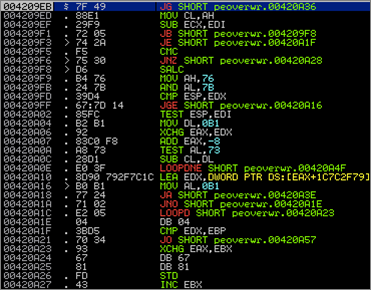 004209EB $ 7F 49 JG SHORT peoverwr.00420A36
004209ED . 88E1 MOV CL,AH
004209EF . 29F9 SUB ECX,EDI
004209F1 . 72 05 JB SHORT peoverwr.004209F8
004209F3 > 74 2A JE SHORT peoverwr.00420A1F
004209F5 . F5 CMC
004209F6 > 75 30 JNZ SHORT peoverwr.00420A28
004209F8 > D6 SALC
004209F9 . B4 76 MOV AH,76
004209FB . 24 7B AND AL,7B
004209FD . 39D4 CMP ESP,EDX
004209FF . 67:7D 14 JGE SHORT peoverwr.00420A16
00420A02 . 85FC TEST ESP,EDI
00420A04 . B2 B1 MOV DL,0B1
00420A06 . 92 XCHG EAX,EDX
00420A07 . 83C0 F8 ADD EAX,-8
00420A0A . A8 73 TEST AL,73
00420A0C . 28D1 SUB CL,DL
00420A0E . E0 3F LOOPDNE SHORT peoverwr.00420A4F
00420A10 . 8D90 792F7C1C LEA EDX,DWORD PTR DS:[EAX+1C7C2F79]
00420A16 > B0 B1 MOV AL,0B1
00420A18 . 77 24 JA SHORT peoverwr.00420A3E
00420A1A . 71 02 JNO SHORT peoverwr.00420A1E
00420A1C . E2 05 LOOPD SHORT peoverwr.00420A23
00420A1E 04 DB 04
00420A1F > 3BD5 CMP EDX,EBP
00420A21 . 70 34 JO SHORT peoverwr.00420A57
00420A23 . 93 XCHG EAX,EBX
00420A24 67 DB 67
00420A25 81 DB 81
00420A26 . FD STD
00420A27 . 43 INC EBX